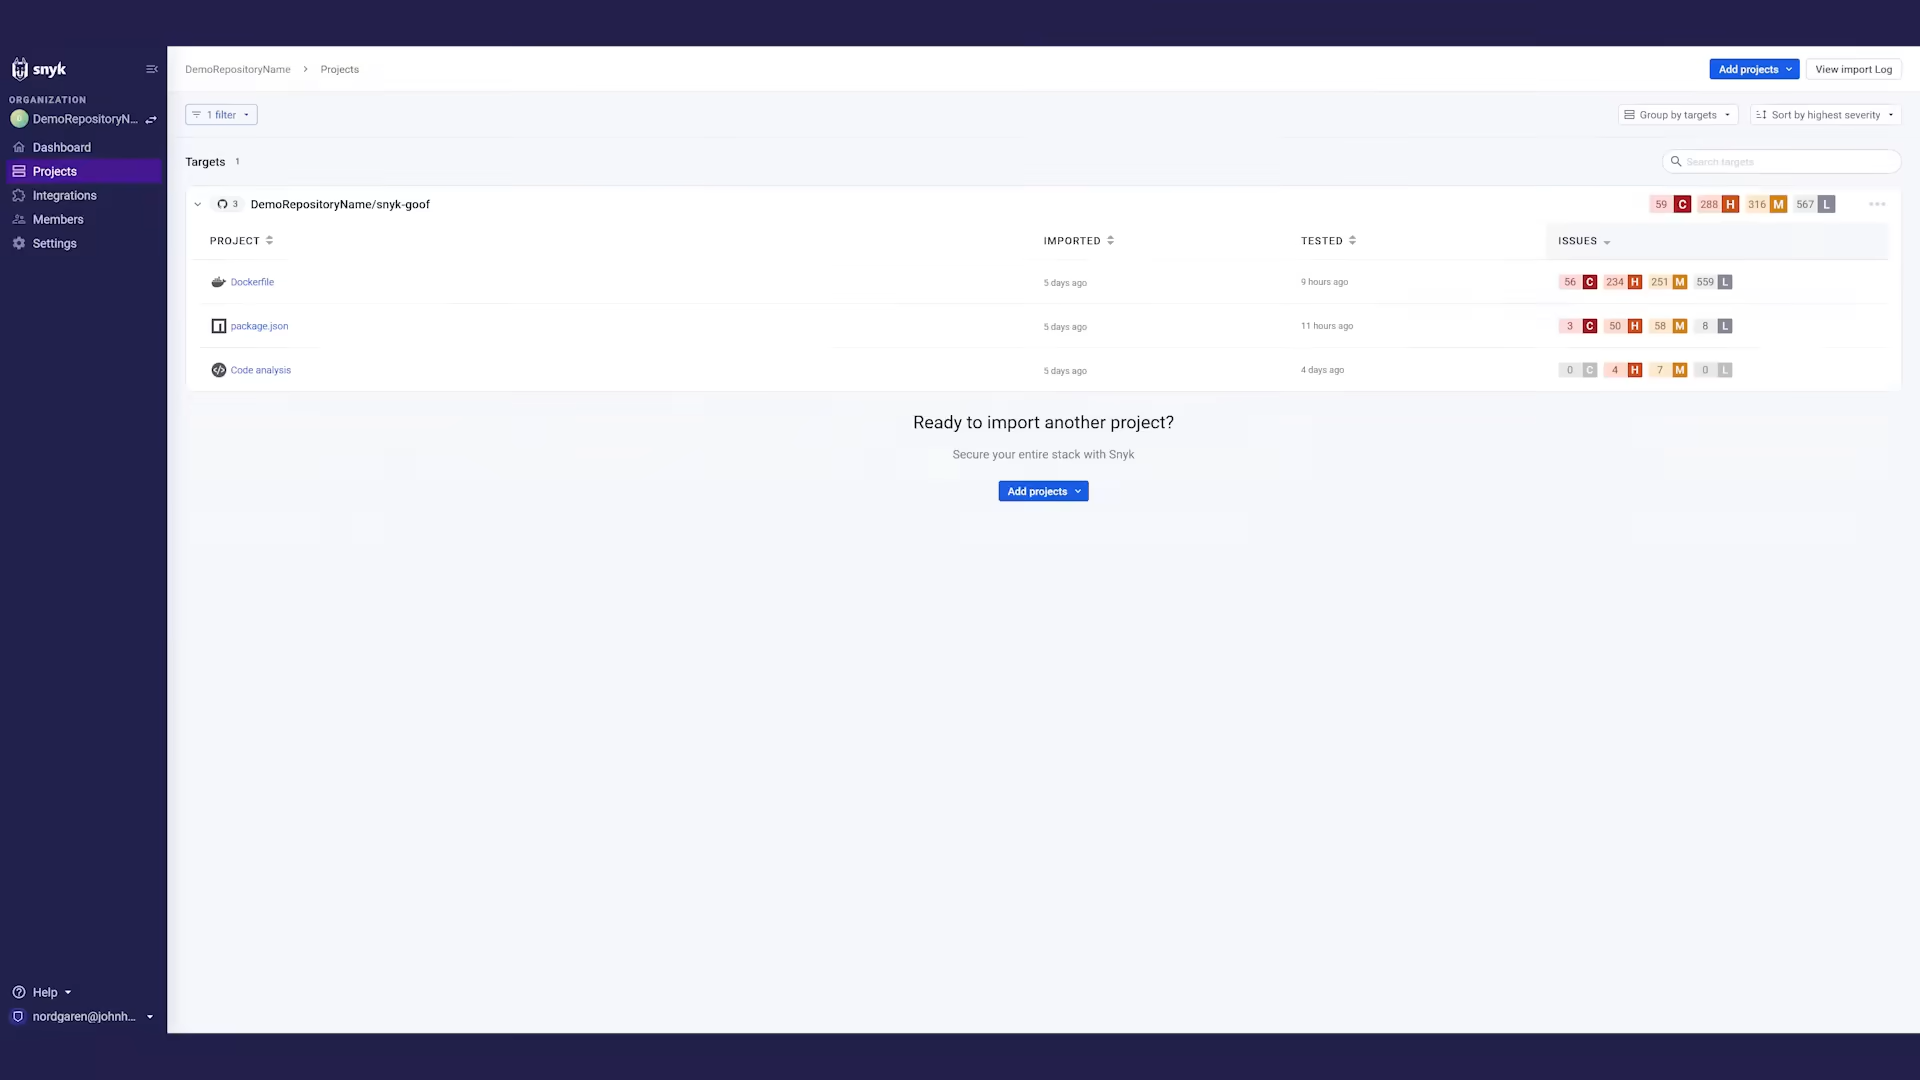 snyk
ORGANIZATION
DemoRepositoryN...
Dashboard
Projects
Integrations
Members
Settings
Help
nordgaren@johnh...
DemoRepositoryName > Projects
Add projects
View import Log
1 filter
Group by targets
Sort by highest severity
Targets 1
Search targets
3 DemoRepositoryName/snyk-goof 59 C 288 H 316 M 567 L
PROJECT IMPORTED TESTED ISSUES
Dockerfile 5 days ago 9 hours ago 56 C 234 H 251 M 559 L
package.json 5 days ago 11 hours ago 3 C 50 H 58 M 8 L
Code analysis 5 days ago 4 days ago 0 C 4 H 7 M 0 L
Ready to import another project?
Secure your entire stack with Snyk
Add projects